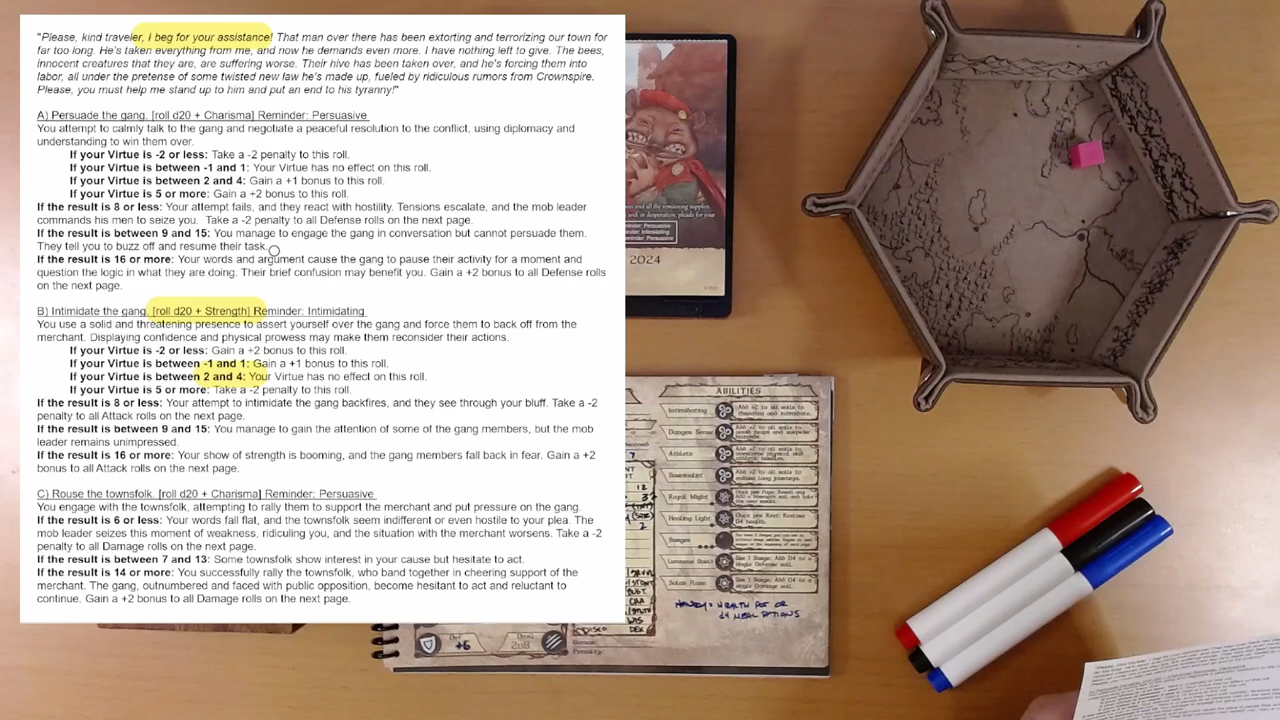 "Please, kind traveler, I beg for your assistance! That man over there has been extorting and terrorizing our town for
far too long. He's taken everything from me, and now he demands even more. I have nothing left to give. The bees,
innocent creatures that they are, are suffering worse. Their hive has been taken over, and he's forcing them into
labor, all under the pretense of some twisted new law he's made up, fueled by ridiculous rumors from Crownspire.
Please, you must help me stand up to him and put an end to his tyranny!"
A) Persuade the gang. [roll d20 + Charisma] Reminder: Persuasive
You attempt to calmly talk to the gang and negotiate a peaceful resolution to the conflict, using diplomacy and
understanding to win them over.
If your Virtue is -2 or less: Take a -2 penalty to this roll.
If your Virtue is between -1 and 1: Your Virtue has no effect on this roll.
If your Virtue is between 2 and 4: Gain a +1 bonus to this roll.
If your Virtue is 5 or more: Gain a +2 bonus to this roll.
If the result is 8 or less: Your attempt fails, and they react with hostility. Tensions escalate, and the mob leader
commands his men to seize you. Take a -2 penalty to all Defense rolls on the next page.
If the result is between 9 and 15: You manage to engage the gang in conversation but cannot persuade them.
They tell you to buzz off and resume their task.
If the result is 16 or more: Your words and argument cause the gang to pause their activity for a moment and
question the logic in what they are doing. Their brief confusion may benefit you. Gain a +2 bonus to all Defense rolls
on the next page.
B) Intimidate the gang. [roll d20 + Strength] Reminder: Intimidating
You use a solid and threatening presence to assert yourself over the gang and force them to back off from the
merchant. Displaying confidence and physical prowess may make them reconsider their actions.
If your Virtue is -2 or less: Gain a +2 bonus to this roll.
If your Virtue is between -1 and 1: Gain a +1 bonus to this roll.
If your Virtue is between 2 and 4: Your Virtue has no effect on this roll.
If your Virtue is 5 or more: Take a -2 penalty to this roll.
If the result is 8 or less: Your attempt to intimidate the gang backfires, and they see through your bluff. Take a -2
penalty to all Attack rolls on the next page.
If the result is between 9 and 15: You manage to gain the attention of some of the gang members, but the mob
leader remains unimpressed.
If the result is 16 or more: Your show of strength is booming, and the gang members falter in fear. Gain a +2
bonus to all Attack rolls on the next page.
C) Rouse the townsfolk. [roll d20 + Charisma] Reminder: Persuasive
You engage with the townsfolk, attempting to rally them to support the merchant and put pressure on the gang.
If the result is 6 or less: Your words fall flat, and the townsfolk seem indifferent or even hostile to your plea. The
mob leader seizes this moment of weakness, ridiculing you, and the situation with the merchant worsens. Take a -2
penalty to all Damage rolls on the next page.
If the result is between 7 and 13: Some townsfolk show interest in your cause but hesitate to act.
If the result is 14 or more: You successfully rally the townsfolk, who band together in cheering support of the
merchant. The gang, outnumbered and faced with public opposition, become hesitant to act and reluctant to
continue. Gain a +2 bonus to all Damage rolls on the next page.
2024
ABILITIES
Intimidating
Danger Sense
Athlete
Survivalist
Royal Might
Healing Light
Surges
Luminous Shield
Solar Flare
+6